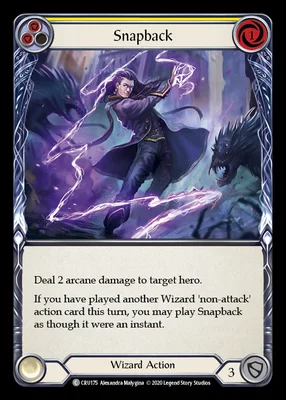 Snapback
1
Deal 2 arcane damage to target hero.
If you have played another Wizard 'non-attack'
action card this turn, you may play Snapback
as though it were an instant.
Wizard Action
3
C CRU175 Alexandra Malygina © 2020 Legend Story Studios